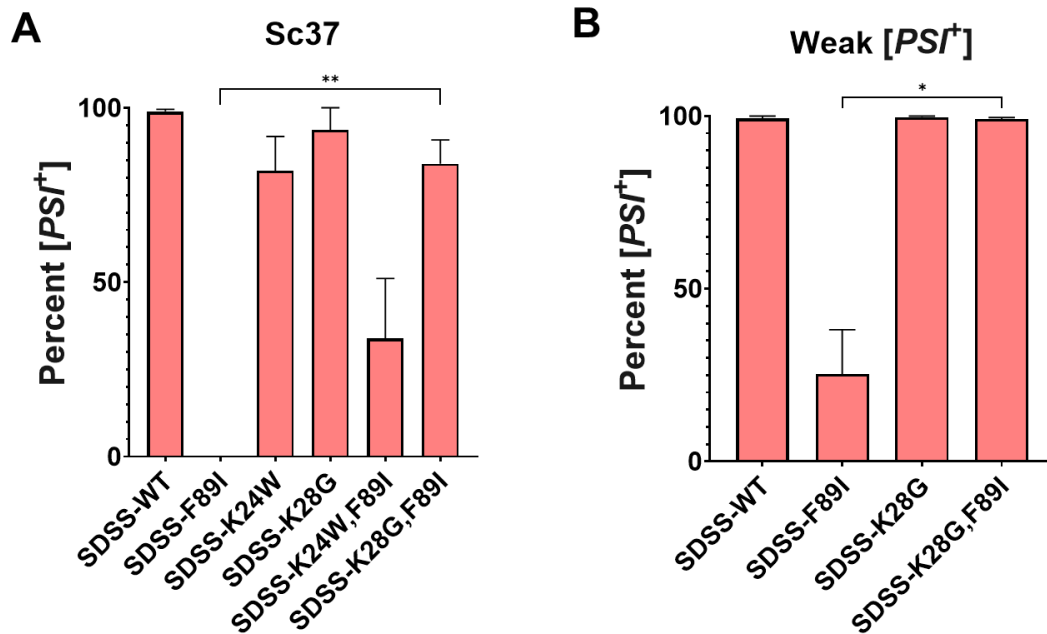 A
Sc37
**
Percent [PSI+]
100
50
0
SDSS-WT
SDSS-F89I
SDSS-K24W
SDSS-K28G
SDSS-K24W,F89I
SDSS-K28G,F89I
B
Weak [PSI+]
*
Percent [PSI+]
100
50
0
SDSS-WT
SDSS-F89I
SDSS-K28G
SDSS-K28G,F89I